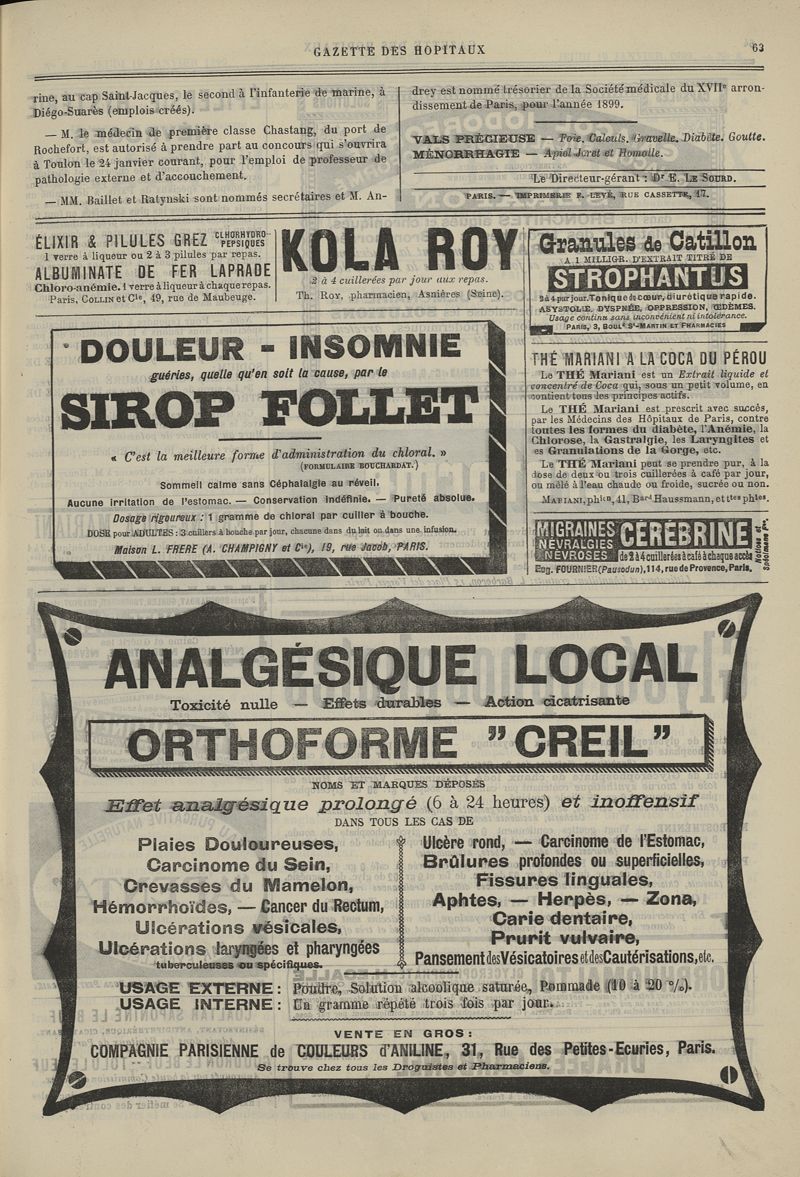 GAZETTE DES HOPITAUX
63
rine, au cap Saint-Jacques, le second à l'infanterie de marine, à
Diégo-Suarès (emplois créés).
— M. le médecin de première classe Chastang, du port de
Rochefort, est autorisé à prendre part au concours qui s'ouvrira
à Toulon le 24 janvier courant, pour l'emploi de professeur de
pathologie externe et d'accouchement.
— MM. Baillet et Ratynski sont nommés secrétaires et M. An-
drey est nommé trésorier de la Société médicale du XVIIe arron-
dissement de Paris, pour l'année 1899.
VALS PRÉCIEUSE — Foie, Calculs, Gravelle, Diabète, Goutte.
MÉNORRHAGIE — Apiol Joret et Homolle.
Le Directeur-gérant : Dr E. LE SOURD.
PARIS. — IMPRIMERIE F. LEVÉ, RUE CASSETTE, 17.
ÉLIXIR & PILULES GREZ CHLORHYDRO-
PEPSIQUES
1 verre à liqueur ou 2 à 3 pilules par repas.
ALBUMINATE DE FER LAPRADE
Chloro-anémie. 1 verre à liqueur à chaque repas.
Paris, COLLIN et Cie, 49, rue de Maubeuge.
KOLA ROY
2 à 4 cuillerées par jour aux repas.
Th. Roy, pharmacien, Asnières (Seine).
Granules de Catillon
A 1 MILLIGR. D'EXTRAIT TITRÉ DE
STROPHANTUS
2 à 4 par jour. Tonique de cœur, diurétique rapide.
ASYSTOLIE, DYSPNÉE, OPPRESSION, ŒDÈMES.
Usage continu sans inconvénient ni intolérance.
PARIS, 3, BOULd St-MARTIN ET PHARMACIES
DOULEUR - INSOMNIE
guéries, quelle qu'en soit la cause, par le
SIROP FOLLET
« C'est la meilleure forme d'administration du chloral. »
(FORMULAIRE BOUCHARDAT.)
Sommeil calme sans Céphalalgie au réveil.
Aucune irritation de l'estomac. — Conservation indéfinie. — Pureté absolue.
Dosage rigoureux : 1 gramme de chloral par cuiller à bouche.
DOSE pour ADULTES : 3 cuillers à bouche par jour, chacune dans du lait ou dans une infusion.
Maison L. FRERE (A. CHAMPIGNY et Cie), 19, rue Jacob, PARIS.
THÉ MARIANI A LA COCA DU PÉROU
Le THÉ Mariani est un Extrait liquide et
concentré de Coca qui, sous un petit volume, en
contient tous les principes actifs.
Le THÉ Mariani est prescrit avec succès,
par les Médecins des Hôpitaux de Paris, contre
toutes les formes du diabète, l'Anémie, la
Chlorose, la Gastralgie, les Laryngites et
es Granulations de la Gorge, etc.
Le THÉ Mariani peut se prendre pur, à la
dose de deux ou trois cuillerées à café par jour,
ou mêlé à l'eau chaude ou froide, sucrée ou non.
MARIANI, phien, 41, Bard Haussmann, et ttes phies.
MIGRAINES
NÉVRALGIES
NÉVROSES
CÉRÉBRINE
de 2 à 4 cuillerées à café à chaque accès
Eug. FOURNIER (Pausodun), 114, rue de Provence, Paris.
Notices et
Spécimens fco.
ANALGÉSIQUE LOCAL
Toxicité nulle — Effets durables — Action cicatrisante
ORTHOFORME "CREIL"
NOMS ET MARQUES DÉPOSÉS
Effet analgésique prolongé (6 à 24 heures) et inoffensif
DANS TOUS LES CAS DE
Plaies Douloureuses,
Carcinome du Sein,
Crevasses du Mamelon,
Hémorrhoïdes, — Cancer du Rectum,
Ulcérations vésicales,
Ulcérations laryngées et pharyngées
tuberculeuses ou spécifiques.
Ulcère rond, — Carcinome de l'Estomac,
Brûlures profondes ou superficielles,
Fissures linguales,
Aphtes, — Herpès, — Zona,
Carie dentaire,
Prurit vulvaire,
Pansement des Vésicatoires et des Cautérisations, etc.
USAGE EXTERNE : Poudre, Solution alcoolique saturée, Pommade (10 à 20 %).
USAGE INTERNE : Un gramme répété trois fois par jour.
VENTE EN GROS :
COMPAGNIE PARISIENNE de COULEURS d'ANILINE, 31, Rue des Petites-Ecuries, Paris.
Se trouve chez tous les Droguistes et Pharmaciens.